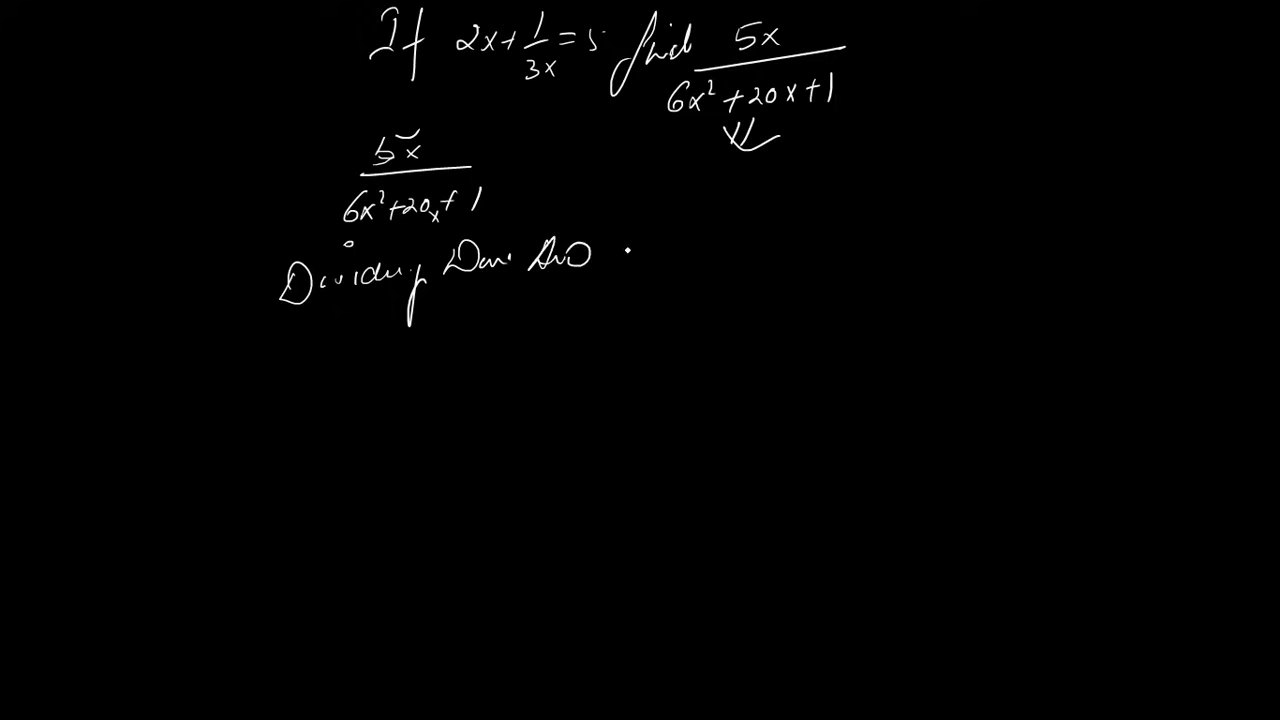 If 2x + 1/3x = 5 find 5x/(6x² + 20x + 1)
5x/(6x² + 20x + 1)
Dividing